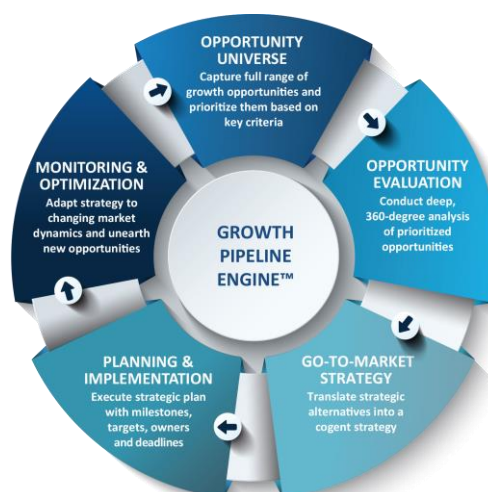 OPPORTUNITY
UNIVERSE
Capture full range of
growth opportunities and
prioritize them based on
key criteria
OPPORTUNITY
EVALUATION
Conduct deep,
360-degree analysis
of prioritized
opportunities
GO-TO-MARKET
STRATEGY
Translate strategic
alternatives into a
cogent strategy
PLANNING &
IMPLEMENTATION
Execute strategic plan
with milestones,
targets, owners
and deadlines
MONITORING &
OPTIMIZATION
Adapt strategy to
changing market
dynamics and unearth
new opportunities
GROWTH
PIPELINE
ENGINE™